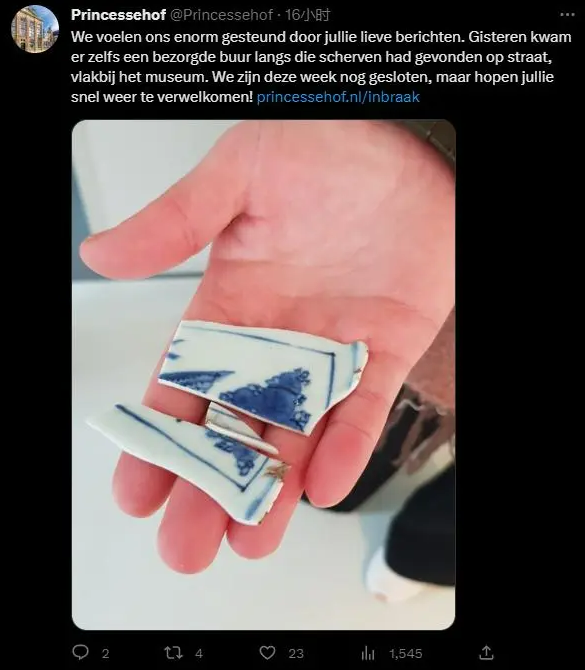 Princessehof @Princessehof · 16小时
We voelen ons enorm gesteund door jullie lieve berichten. Gisteren kwam
er zelfs een bezorgde buur langs die scherven had gevonden op straat,
vlakbij het museum. We zijn deze week nog gesloten, maar hopen jullie
snel weer te verwelkomen! princessehof.nl/inbraak
2 4 23 1,545